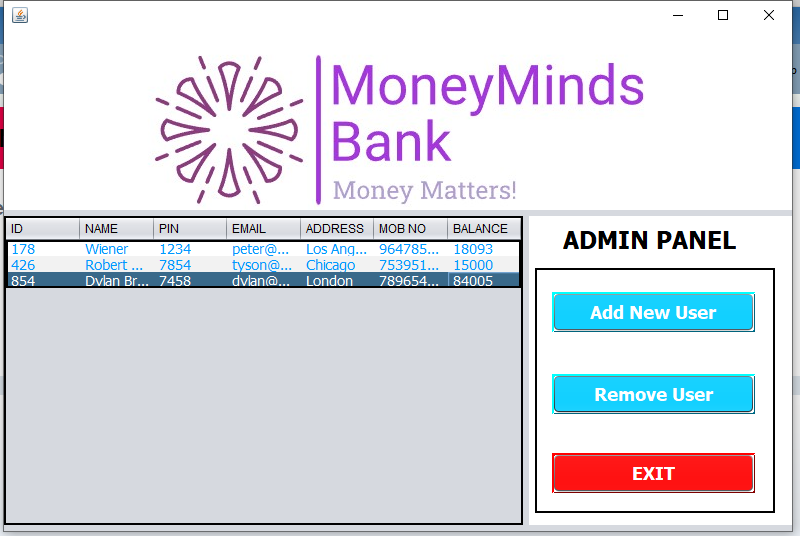 MoneyMinds
Bank
Money Matters!
ID NAME PIN EMAIL ADDRESS MOB NO BALANCE
178 Wiener 1234 peter@... Los Ang... 964785... 18093
426 Robert ... 7854 tyson@... Chicago 753951... 15000
854 Dylan Br... 7458 dylan@... London 789654... 84005
ADMIN PANEL
Add New User
Remove User
EXIT